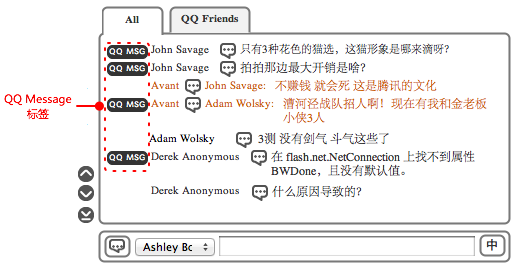 All QQ Friends
QQ MSG John Savage 只有3种花色的猫选，这猫形象是哪来滴呀?
QQ MSG John Savage 拍拍那边最大开销是啥?
Avant John Savage: 不赚钱 就会死 这是腾讯的文化
QQ MSG Avant Adam Wolsky: 漕河泾战队招人啊！现在有我和金老板
小侠3人
QQ Message
标签
Adam Wolsky 3测 没有剑气 斗气这些了
QQ MSG Derek Anonymous 在 flash.net.NetConnection 上找不到属性
BWDone，且没有默认值。
Derek Anonymous 什么原因导致的?
Ashley Bc 中